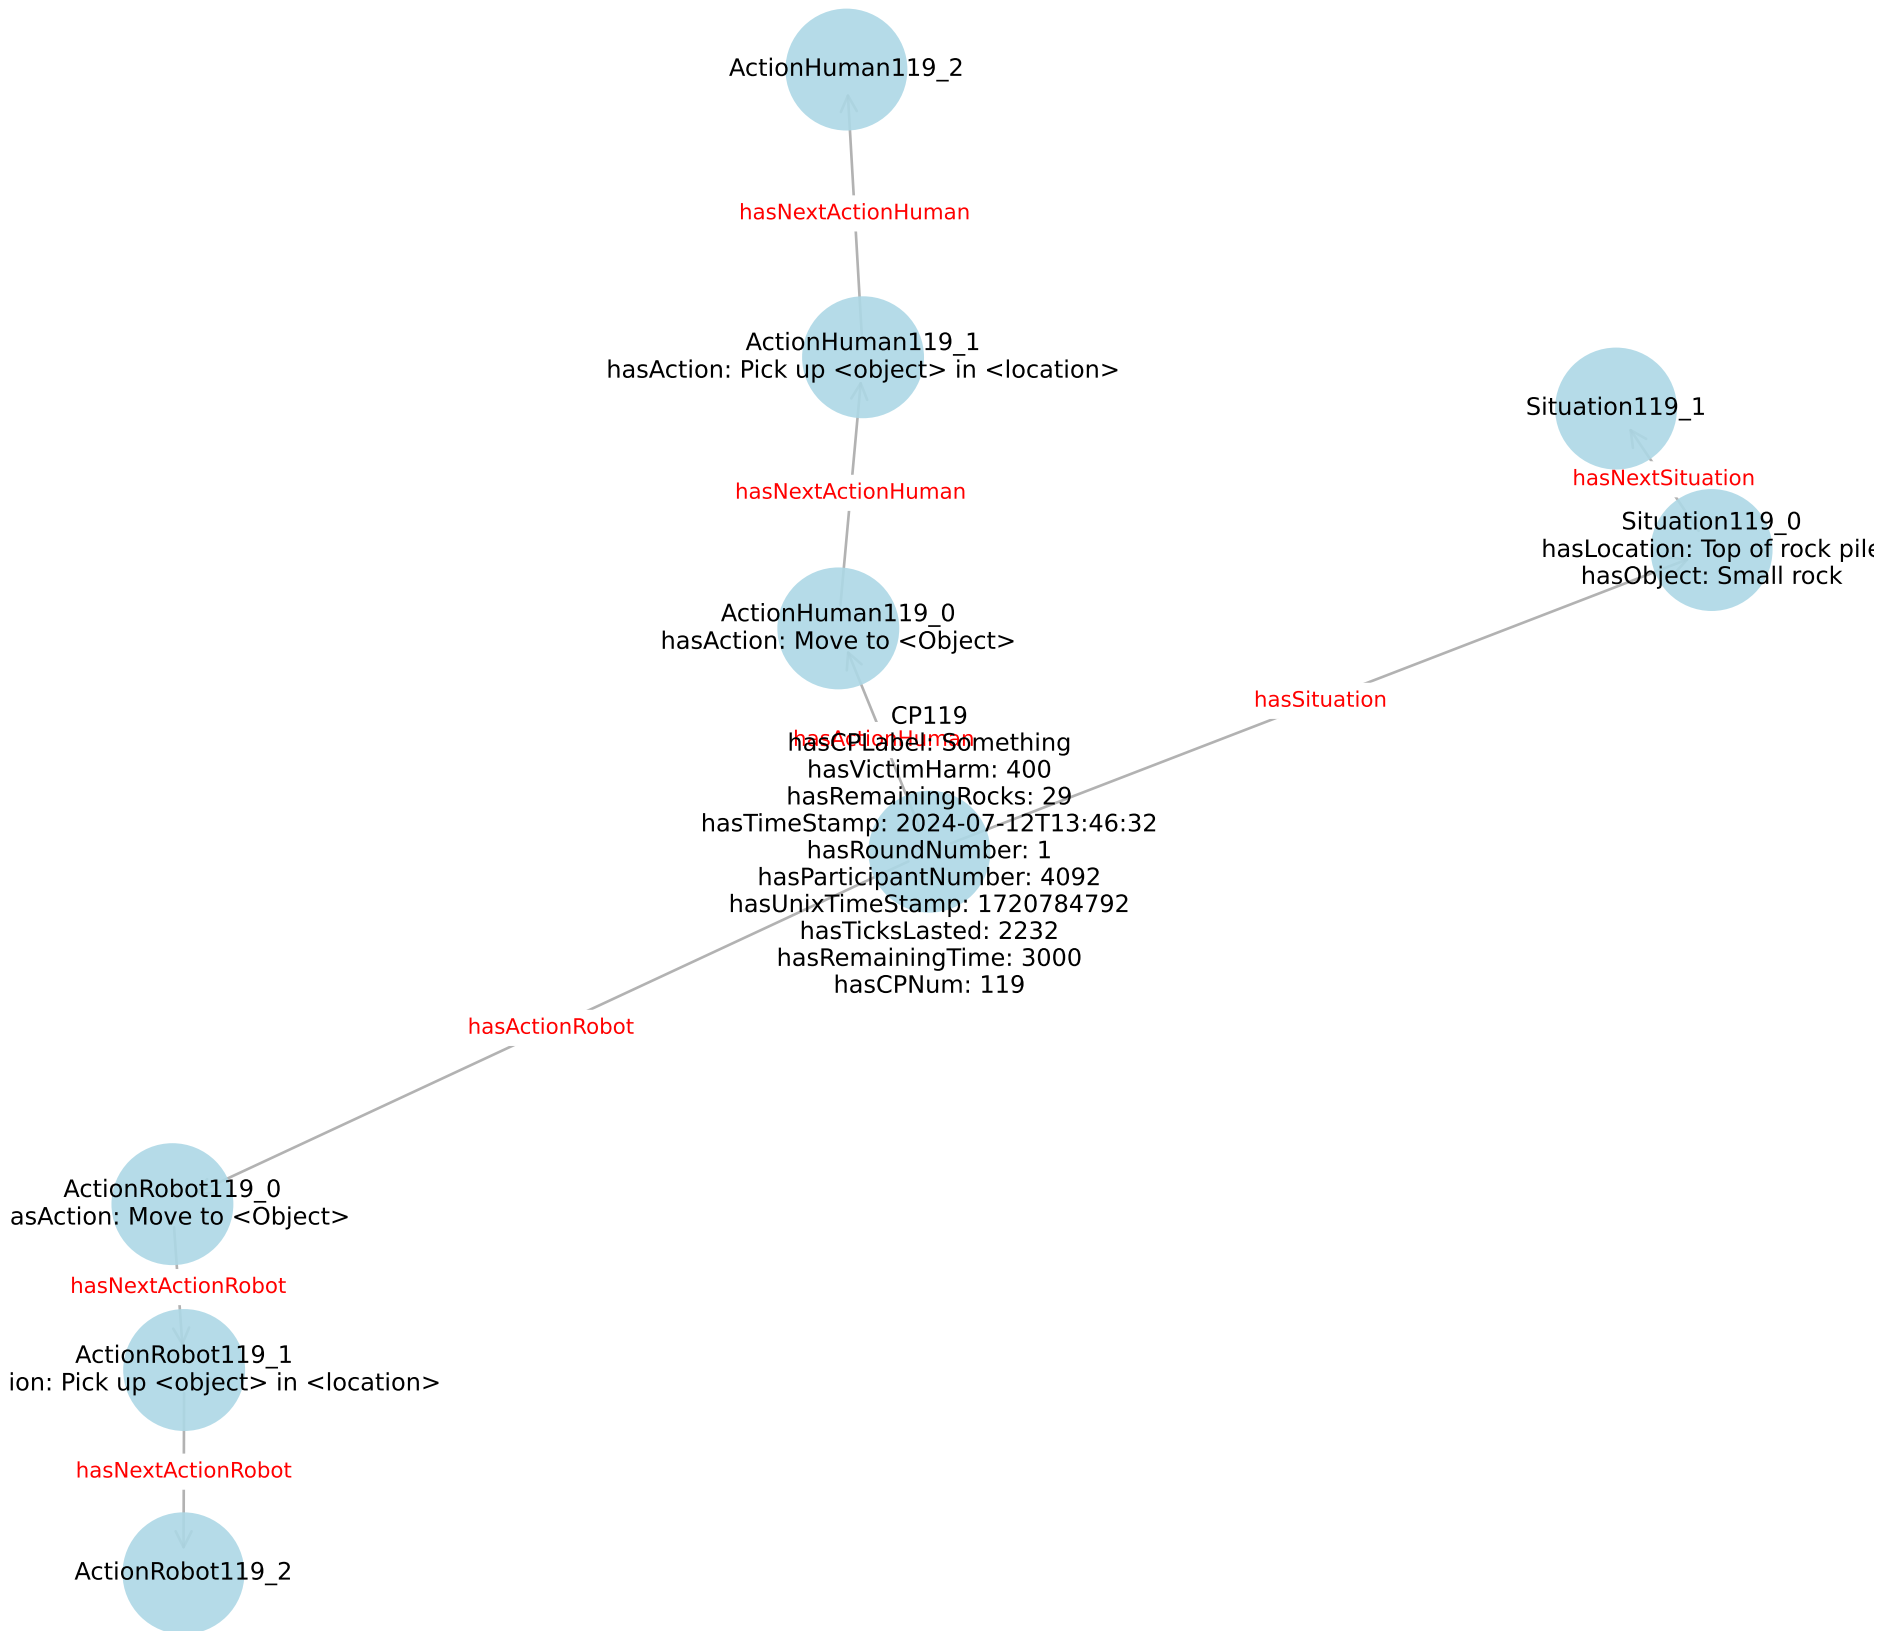 ActionHuman119_2
hasNextActionHuman
ActionHuman119_1
hasAction: Pick up <object> in <location>
Situation119_1
hasNextSituation
hasNextActionHuman
Situation119_0
hasLocation: Top of rock pile
hasObject: Small rock
ActionHuman119_0
hasAction: Move to <Object>
hasSituation
CP119
hasActionHuman
hasCPLabel: Something
hasVictimHarm: 400
hasRemainingRocks: 29
hasTimeStamp: 2024-07-12T13:46:32
hasRoundNumber: 1
hasParticipantNumber: 4092
hasUnixTimeStamp: 1720784792
hasTicksLasted: 2232
hasRemainingTime: 3000
hasCPNum: 119
hasActionRobot
ActionRobot119_0
asAction: Move to <Object>
hasNextActionRobot
ActionRobot119_1
ion: Pick up <object> in <location>
hasNextActionRobot
ActionRobot119_2